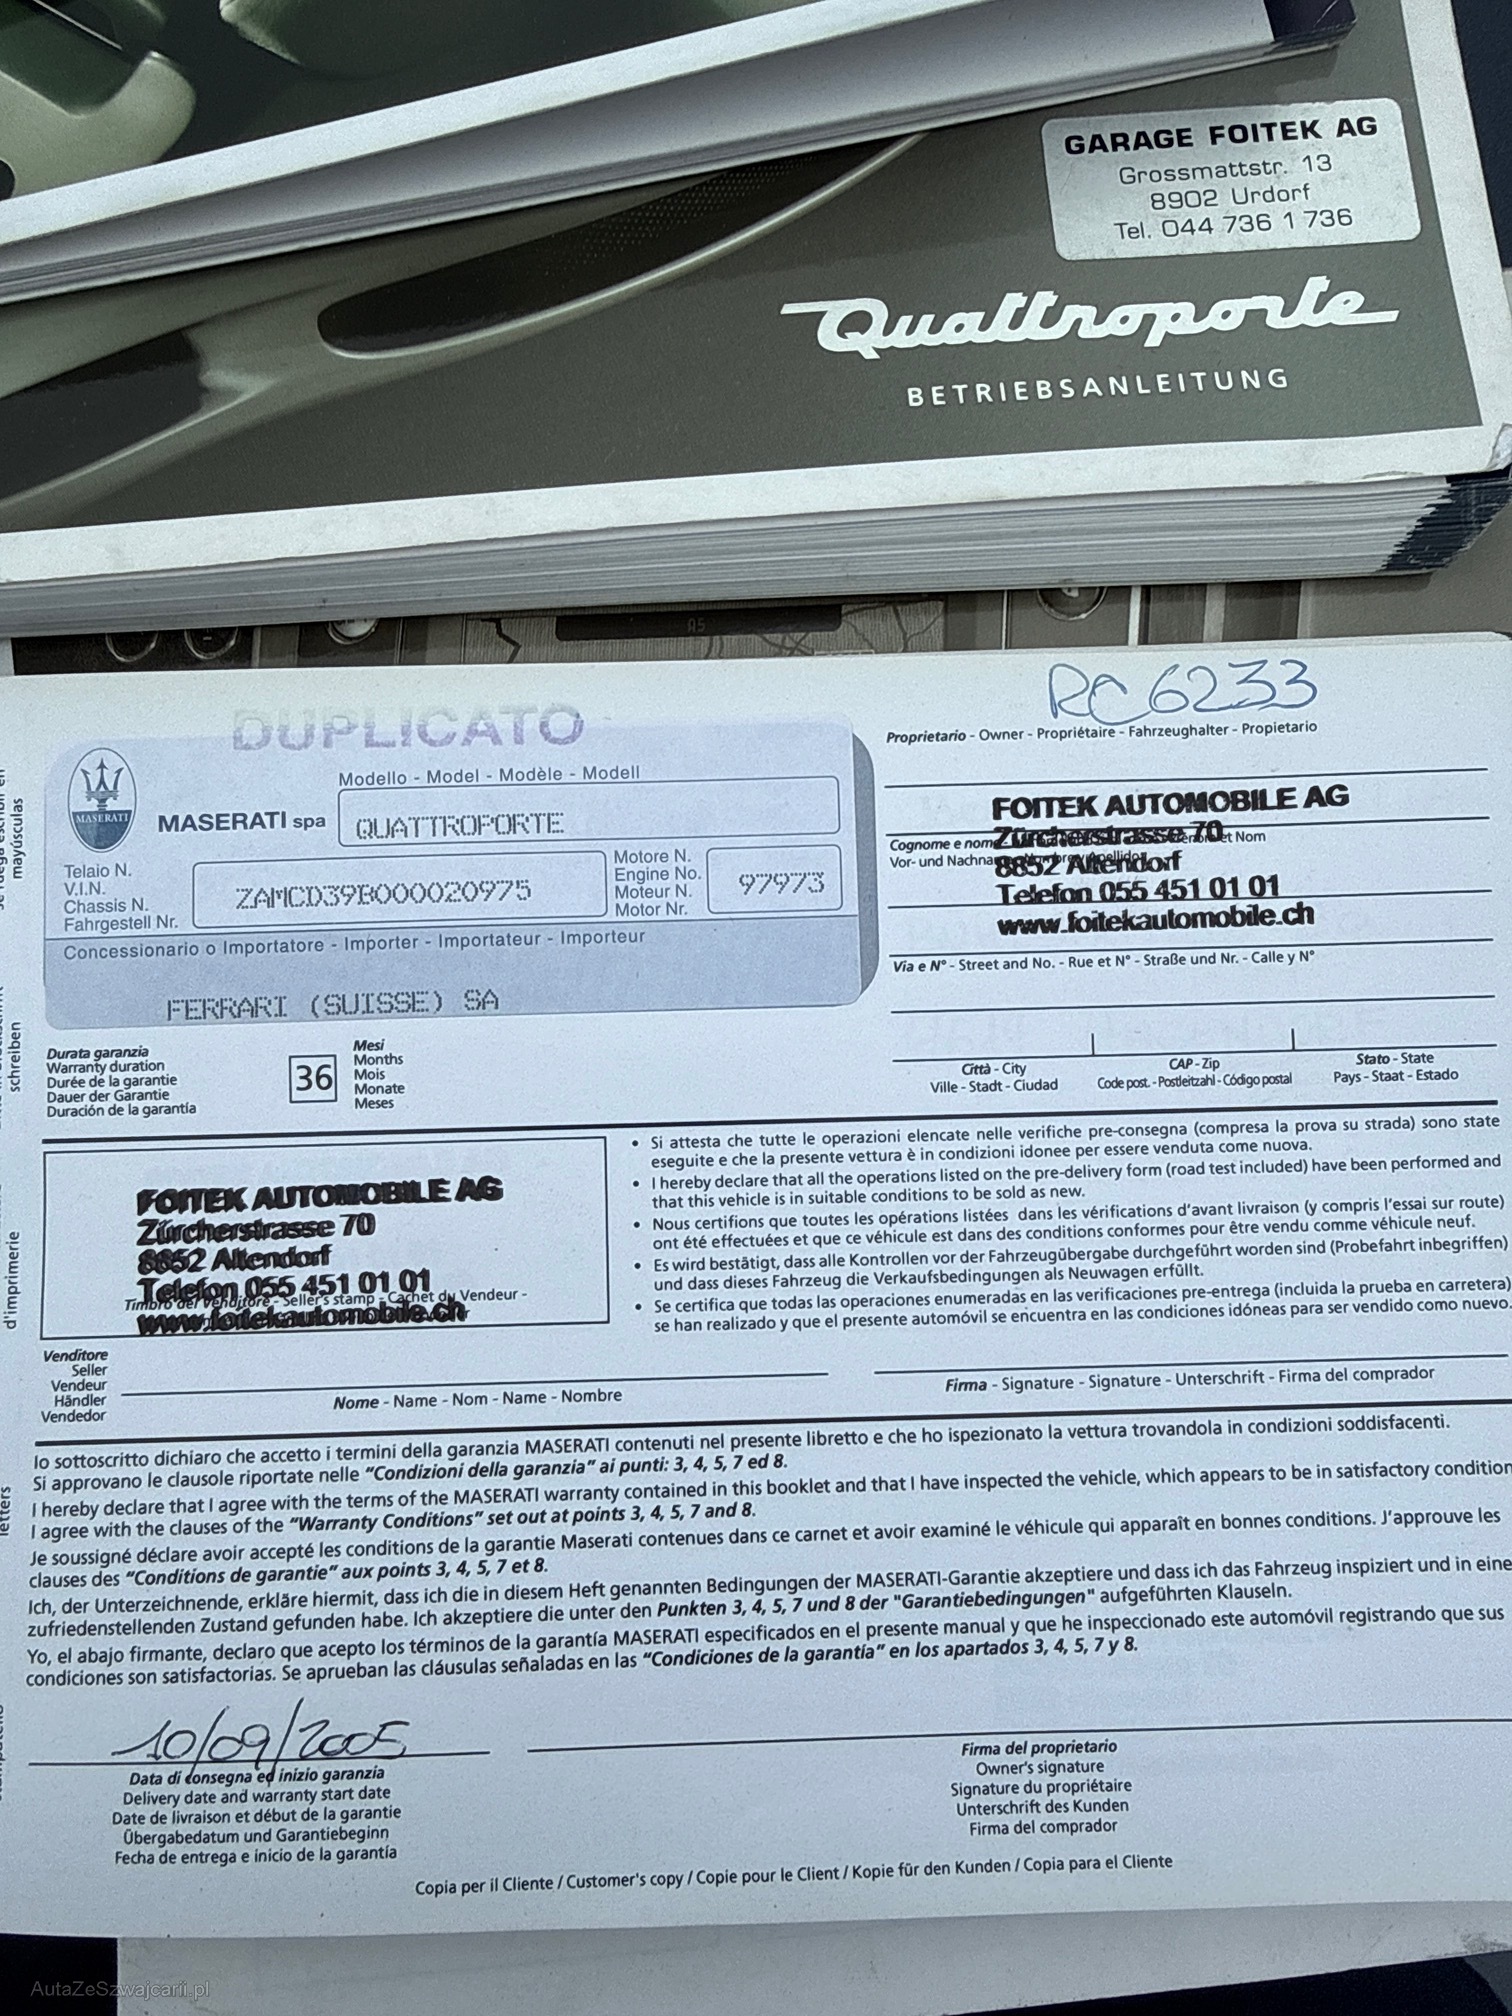 GARAGE FOITEK AG
Grossmattstr. 13
8902 Urdorf
Tel. 044 736 1 736
Quattroporte
BETRIEBSANLEITUNG
A5
RC 6233
DUPLICATO
Proprietario - Owner - Propriétaire - Fahrzeughalter - Propietario
Modello - Model - Modèle - Modell
MASERATI
MASERATI spa
QUATTROPORTE
Telaio N.
V.I.N.
Chassis N.
Fahrgestell Nr.
ZAMCD39B000020975
Motore N.
Engine No.
Moteur N.
Motor Nr.
97973
Concessionario o Importatore - Importer - Importateur - Importeur
FERRARI (SUISSE) SA
FOITEK AUTOMOBILE AG
Zürcherstrasse 70
8852 Altendorf
Telefon 055 451 01 01
www.foitekautomobile.ch
Cognome e nome
et Nom
Vor- und
Via e N° - Street and No. - Rue et N° - Straße und Nr. - Calle y N°
Città - City
Ville - Stadt - Ciudad
CAP - Zip
Code post. - Postleitzahl - Código postal
Stato - State
Pays - Staat - Estado
Durata garanzia
Warranty duration
Durée de la garantie
Dauer der Garantie
Duración de la garantía
36
Mesi
Months
Mois
Monate
Meses
mayúsculas
schreiben
d'imprimerie
letters
FOITEK AUTOMOBILE AG
Zürcherstrasse 70
8852 Altendorf
Telefon 055 451 01 01
Timbro del venditore - Seller's stamp - Cachet du Vendeur -
www.foitekautomobile.ch
• Si attesta che tutte le operazioni elencate nelle verifiche pre-consegna (compresa la prova su strada) sono state
eseguite e che la presente vettura è in condizioni idonee per essere venduta come nuova.
• I hereby declare that all the operations listed on the pre-delivery form (road test included) have been performed and
that this vehicle is in suitable conditions to be sold as new.
• Nous certifions que toutes les opérations listées dans les vérifications d'avant livraison (y compris l'essai sur route)
ont été effectuées et que ce véhicule est dans des conditions conformes pour être vendu comme véhicule neuf.
• Es wird bestätigt, dass alle Kontrollen vor der Fahrzeugübergabe durchgeführt worden sind (Probefahrt inbegriffen)
und dass dieses Fahrzeug die Verkaufsbedingungen als Neuwagen erfüllt.
• Se certifica que todas las operaciones enumeradas en las verificaciones pre-entrega (incluida la prueba en carretera)
se han realizado y que el presente automóvil se encuentra en las condiciones idóneas para ser vendido como nuevo.
Venditore
Seller
Vendeur
Händler
Vendedor
Nome - Name - Nom - Name - Nombre
Firma - Signature - Signature - Unterschrift - Firma del comprador
Io sottoscritto dichiaro che accetto i termini della garanzia MASERATI contenuti nel presente libretto e che ho ispezionato la vettura trovandola in condizioni soddisfacenti.
Si approvano le clausole riportate nelle "Condizioni della garanzia" ai punti: 3, 4, 5, 7 ed 8.
I hereby declare that I agree with the terms of the MASERATI warranty contained in this booklet and that I have inspected the vehicle, which appears to be in satisfactory condition
I agree with the clauses of the "Warranty Conditions" set out at points 3, 4, 5, 7 and 8.
Je soussigné déclare avoir accepté les conditions de la garantie Maserati contenues dans ce carnet et avoir examiné le véhicule qui apparaît en bonnes conditions. J'approuve les
clauses des "Conditions de garantie" aux points 3, 4, 5, 7 et 8.
Ich, der Unterzeichnende, erkläre hiermit, dass ich die in diesem Heft genannten Bedingungen der MASERATI-Garantie akzeptiere und dass ich das Fahrzeug inspiziert und in eine
zufriedenstellenden Zustand gefunden habe. Ich akzeptiere die unter den Punkten 3, 4, 5, 7 und 8 der "Garantiebedingungen" aufgeführten Klauseln.
Yo, el abajo firmante, declaro que acepto los términos de la garantía MASERATI especificados en el presente manual y que he inspeccionado este automóvil registrando que sus
condiciones son satisfactorias. Se aprueban las cláusulas señaladas en las "Condiciones de la garantía" en los apartados 3, 4, 5, 7 y 8.
10/09/2005
Data di consegna ed inizio garanzia
Delivery date and warranty start date
Date de livraison et début de la garantie
Übergabedatum und Garantiebeginn
Fecha de entrega e inicio de la garantía
Firma del proprietario
Owner's signature
Signature du propriétaire
Unterschrift des Kunden
Firma del comprador
Copia per il Cliente / Customer's copy / Copie pour le Client / Kopie für den Kunden / Copia para el Cliente
AutaZeSzwajcarii.pl